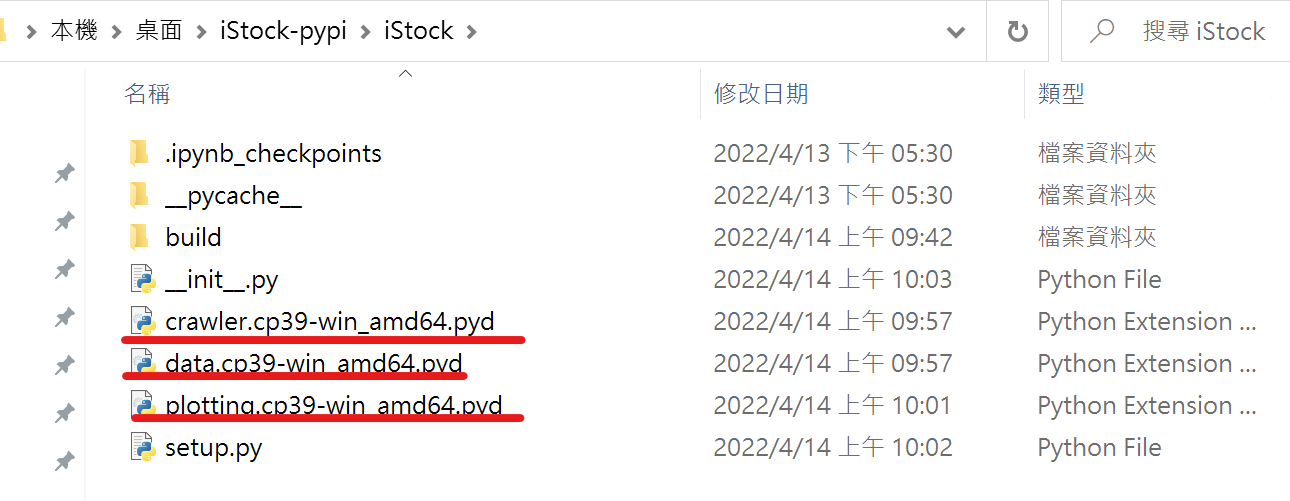 本機 桌面 iStock-pypi iStock 搜尋 iStock
名稱 修改日期 類型
.ipynb_checkpoints 2022/4/13 下午 05:30 檔案資料夾
__pycache__ 2022/4/13 下午 05:30 檔案資料夾
build 2022/4/14 上午 09:42 檔案資料夾
__init__.py 2022/4/14 上午 10:03 Python File
crawler.cp39-win_amd64.pyd 2022/4/14 上午 09:57 Python Extension ...
data.cp39-win_amd64.pyd 2022/4/14 上午 09:57 Python Extension ...
plotting.cp39-win_amd64.pyd 2022/4/14 上午 10:01 Python Extension ...
setup.py 2022/4/14 上午 10:02 Python File